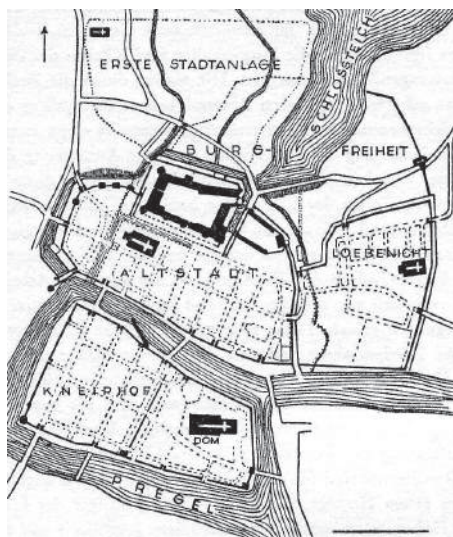 ERSTE STADTANLAGE
SCHLOSSTEICH
BURG-
FREIHEIT
LOEBENICHT
ALTSTADT
KNEIPHOF
DOM
PREGEL